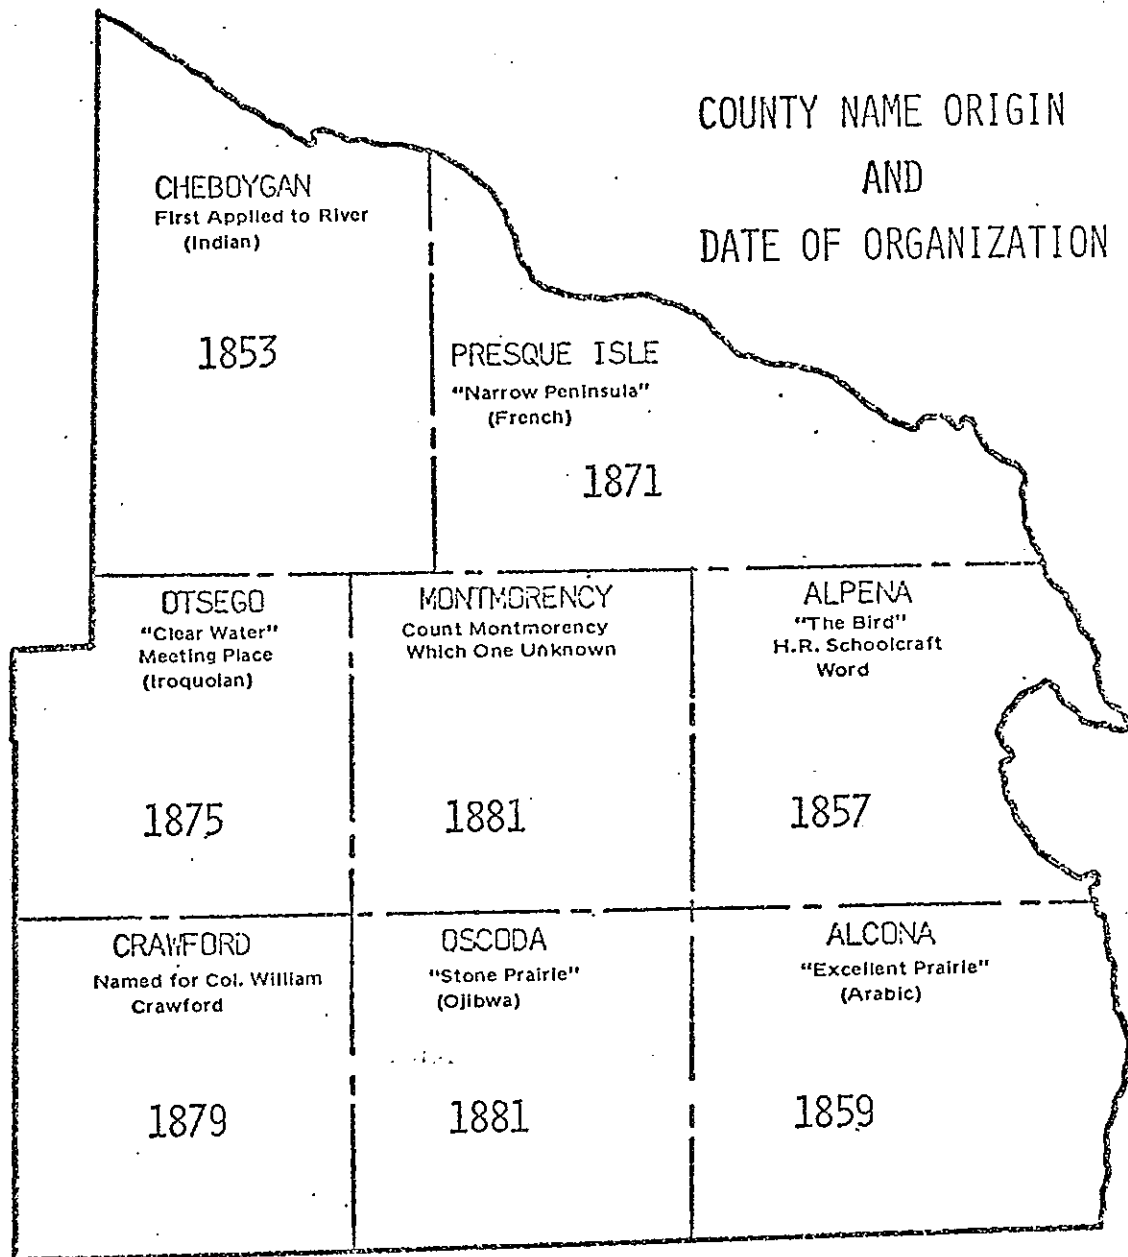 COUNTY NAME ORIGIN
AND
DATE OF ORGANIZATION
CHEBOYGAN
First Applied to River
(Indian)
1853
PRESQUE ISLE
"Narrow Peninsula"
(French)
1871
OTSEGO
"Clear Water"
Meeting Place
(Iroquoian)
1875
MONTMORENCY
Count Montmorency
Which One Unknown
1881
ALPENA
"The Bird"
H.R. Schoolcraft
Word
1857
CRAWFORD
Named for Col. William
Crawford
1879
OSCODA
"Stone Prairie"
(Ojibwa)
1881
ALCONA
"Excellent Prairie"
(Arabic)
1859